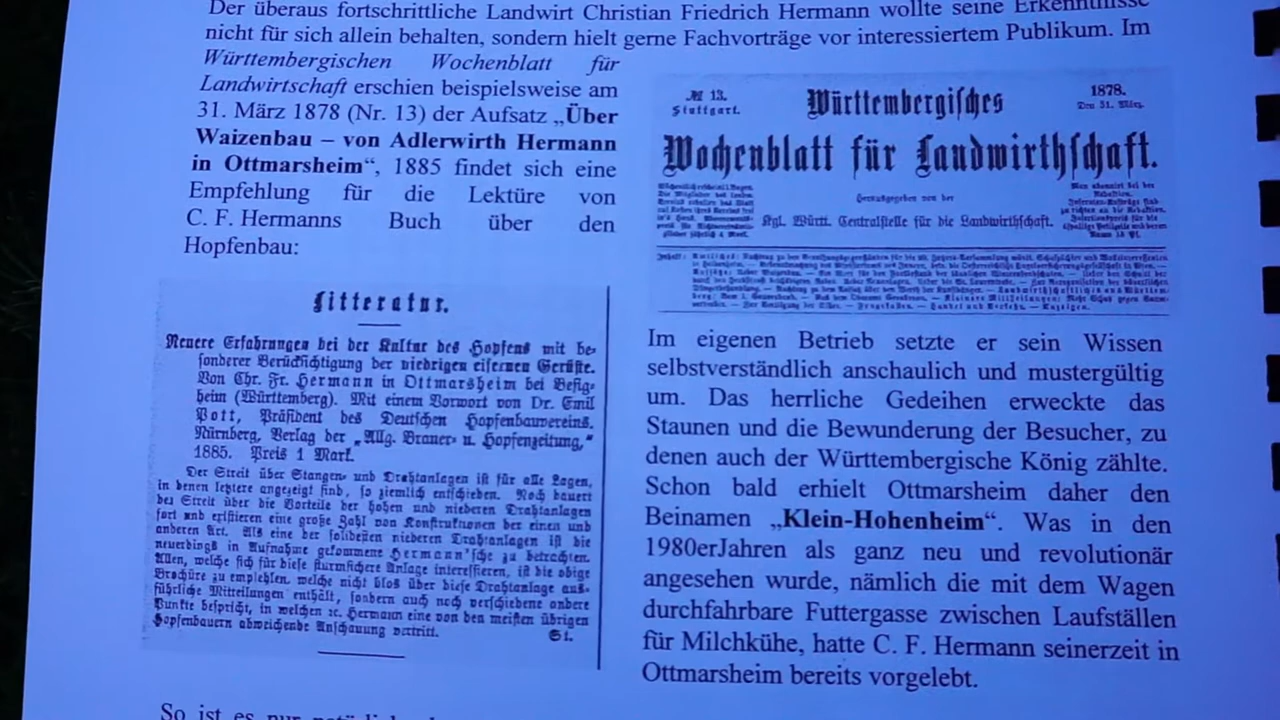 Der überaus fortschrittliche Landwirt Christian Friedrich Hermann wollte seine Erkenntnisse
nicht für sich allein behalten, sondern hielt gerne Fachvorträge vor interessiertem Publikum. Im
Württembergischen Wochenblatt für
Landwirtschaft erschien beispielsweise am
31. März 1878 (Nr. 13) der Aufsatz „Über
Waizenbau – von Adlerwirth Hermann
in Ottmarsheim“, 1885 findet sich eine
Empfehlung für die Lektüre von
C. F. Hermanns Buch über den
Hopfenbau:
Litteratur.
Neuere Erfahrungen bei der Kultur des Hopfens mit be-
sonderer Berücksichtigung der niedrigen eisernen Gerüste.
Von Chr. Fr. Hermann in Ottmarsheim bei Besig-
heim (Württemberg). Mit einem Vorwort von Dr. Emil
Pott, Präsident des Deutschen Hopfenbauvereins.
Nürnberg, Verlag der „Allg. Brauer- u. Hopfenzeitung,“
1885. Preis 1 Mark.
Der Streit über Stangen- und Drahtanlagen ist für alle Lagen,
in denen letztere angezeigt sind, so ziemlich entschieden. Noch dauert
der Streit über die Vorteile der hohen und niederen Drahtanlagen
fort und existieren eine große Zahl von Konstruktionen der einen und
anderen Art. Als eine der solidesten niederen Drahtanlagen ist die
neuerdings in Aufnahme gekommene Hermann'sche zu betrachten.
Allen, welche sich für diese sturmsichere Anlage interessieren, ist die obige
Brochüre zu empfehlen, welche nicht blos über diese Drahtanlage aus-
führliche Mitteilungen enthält, sondern auch noch verschiedene andere
Punkte bespricht, in welchen ec. Hermann eine von den meisten übrigen
Hopfenbauern abweichende Anschauung vertritt. St.
№ 13.
Stuttgart.
Württembergisches
1878.
Den 31. März.
Wochenblatt für Landwirthschaft.
Herausgegeben von der
Kgl. Württ. Centralstelle für die Landwirthschaft.
Im eigenen Betrieb setzte er sein Wissen
selbstverständlich anschaulich und mustergültig
um. Das herrliche Gedeihen erweckte das
Staunen und die Bewunderung der Besucher, zu
denen auch der Württembergische König zählte.
Schon bald erhielt Ottmarsheim daher den
Beinamen „Klein-Hohenheim“. Was in den
1980erJahren als ganz neu und revolutionär
angesehen wurde, nämlich die mit dem Wagen
durchfahrbare Futtergasse zwischen Laufställen
für Milchkühe, hatte C. F. Hermann seinerzeit in
Ottmarsheim bereits vorgelebt.
So ist es nur